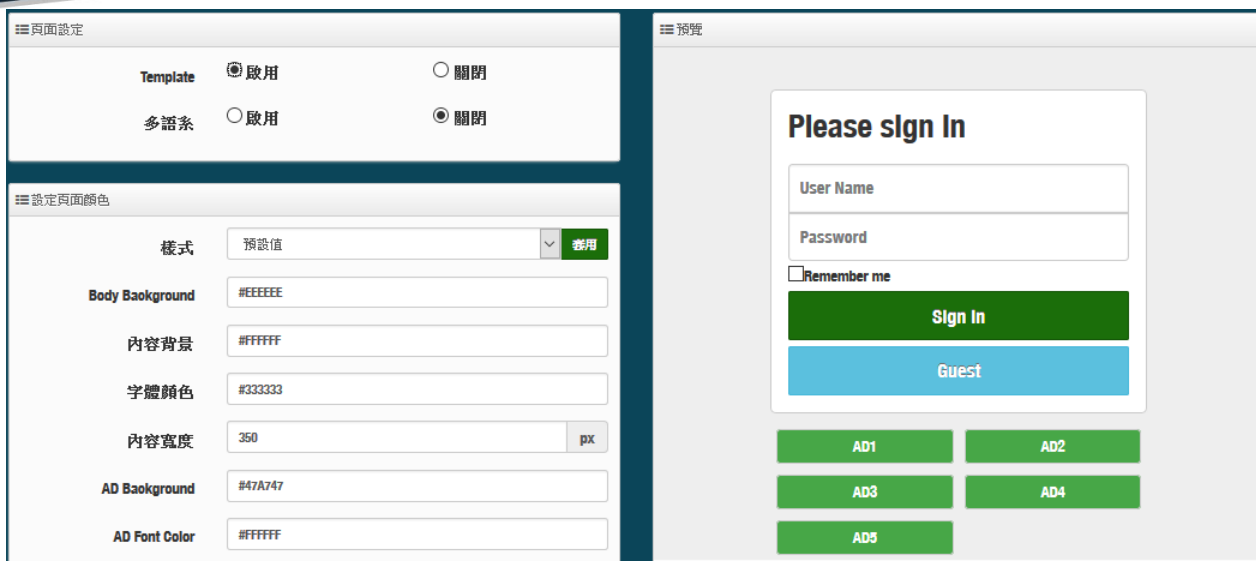 頁面設定
Template 啟用 關閉
多語系 啟用 關閉
設定頁面顏色
樣式 預設值 套用
Body Background #EEEEEE
內容背景 #FFFFFF
字體顏色 #333333
內容寬度 350 px
AD Background #47A747
AD Font Color #FFFFFF
預覽
Please sign in
User Name
Password
Remember me
Sign in
Guest
AD1 AD2
AD3 AD4
AD5